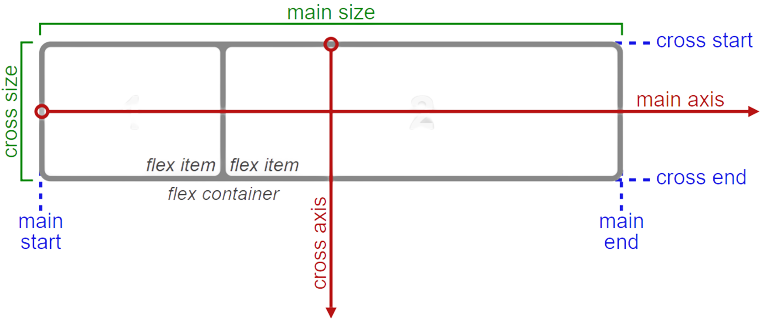 main size
cross start
cross size
main axis
flex item
flex item
cross end
flex container
main
start
cross axis
main
end